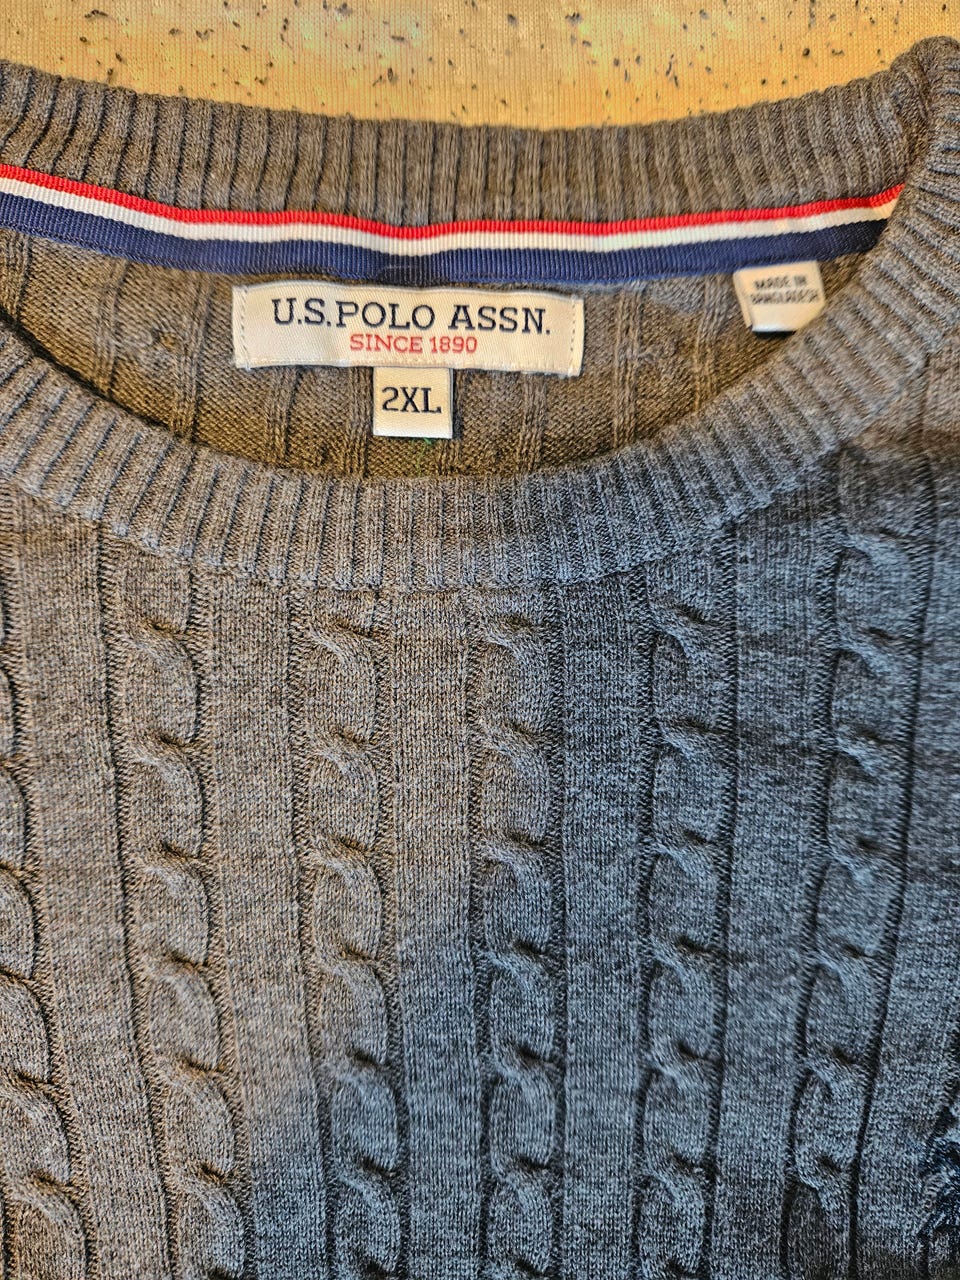 U.S. POLO ASSN.
SINCE 1890
2XL
MADE IN
BANGLADESH